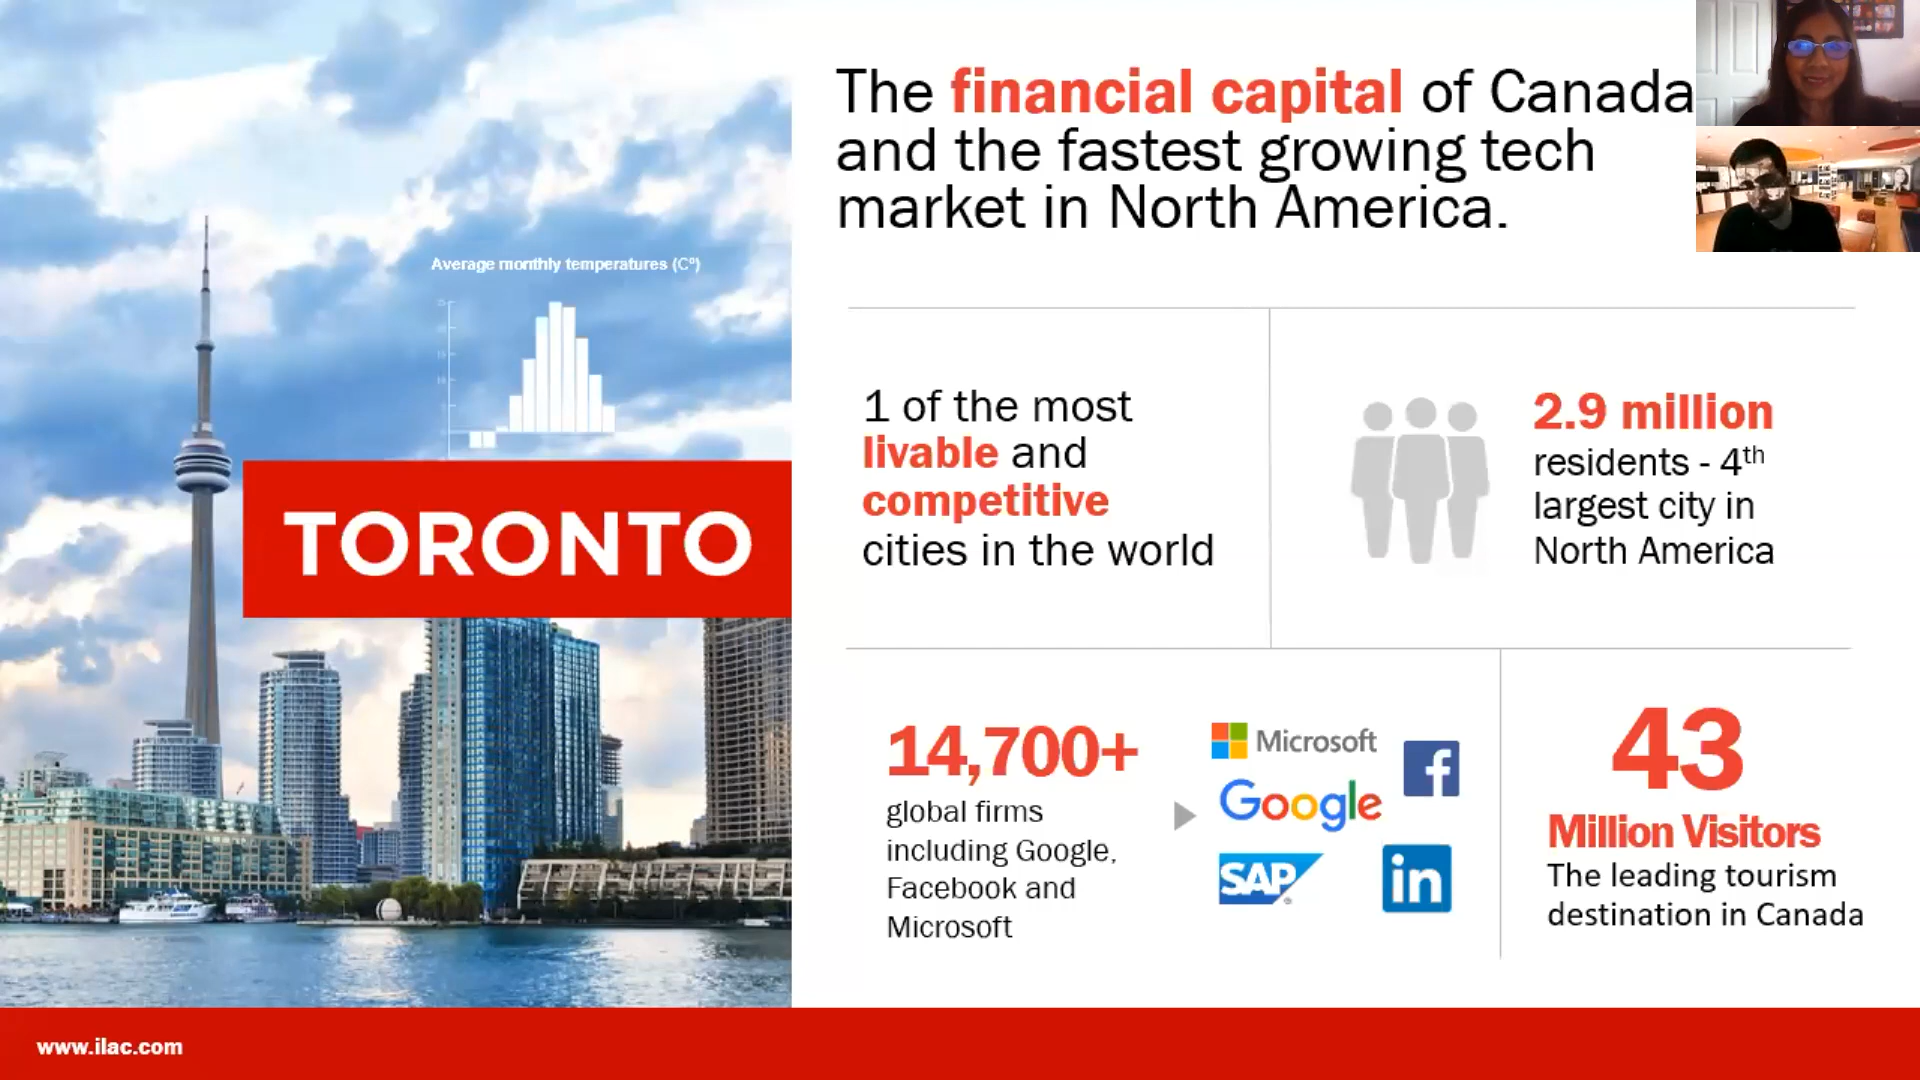 The financial capital of Canada
and the fastest growing tech
market in North America.
Average monthly temperatures (C°)
TORONTO
1 of the most
livable and
competitive
cities in the world
2.9 million
residents - 4th
largest city in
North America
14,700+
global firms
including Google,
Facebook and
Microsoft
Microsoft
f
Google
SAP
in
43
Million Visitors
The leading tourism
destination in Canada
www.ilac.com